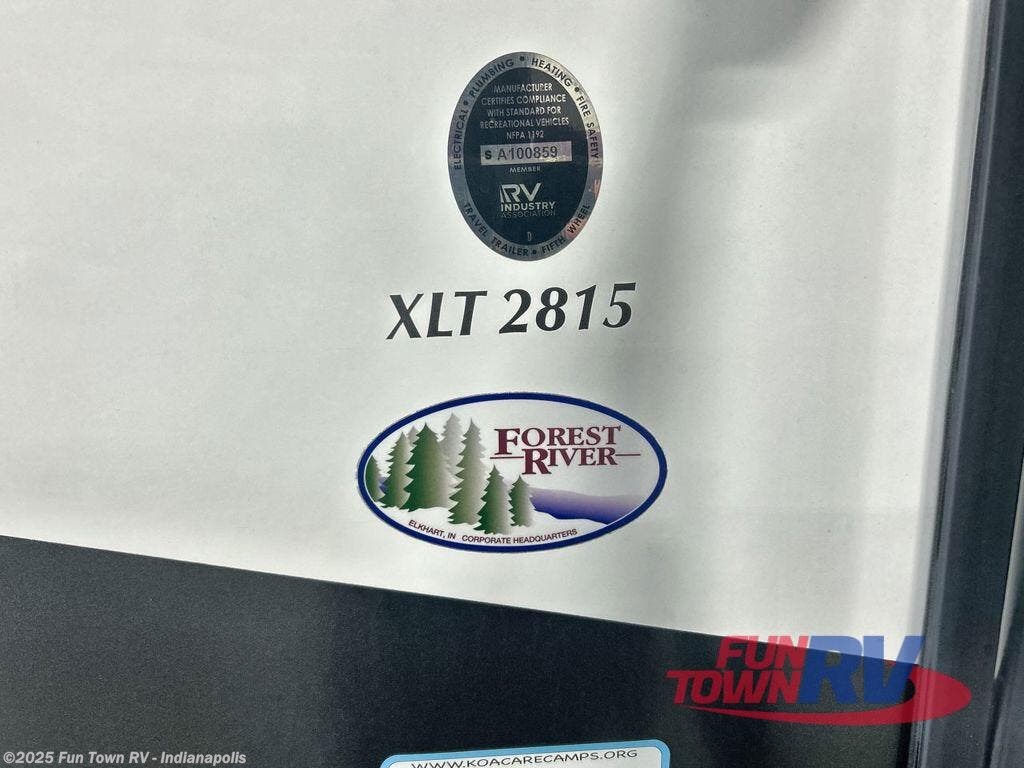 ELECTRICAL • PLUMBING • HEATING • FIRE SAFETY
MANUFACTURER
CERTIFIES COMPLIANCE
WITH STANDARD FOR
RECREATIONAL VEHICLES
NFPA 1192
S A100859
MEMBER
RV
INDUSTRY
ASSOCIATION
D
TRAVEL TRAILER • FIFTH WHEEL
XLT 2815
FOREST
RIVER
ELKHART, IN CORPORATE HEADQUARTERS
FUN
TOWN RV
WWW.KOACARECAMPS.ORG
©2025 Fun Town RV - Indianapolis